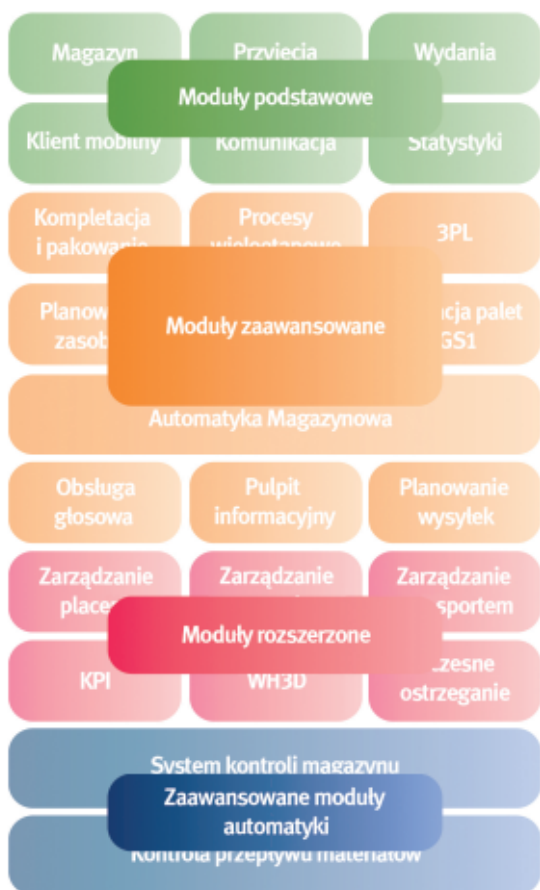 Magazyn Przyjęcia Wydania
Moduły podstawowe
Klient mobilny Komunikacja Statystyki
Kompletacja Procesy 3PL
i pakowanie wieloetapowe
Moduły zaawansowane
Automatyka Magazynowa
Obsługa Pulpit Planowanie
głosowa informacyjny wysyłek
Zarządzanie Zarządzanie Zarządzanie
Moduły rozszerzone
KPI WH3D
ostrzeganie
System kontroli magazynu
Zaawansowane moduły
automatyki
Kontrola przepływu materiałów